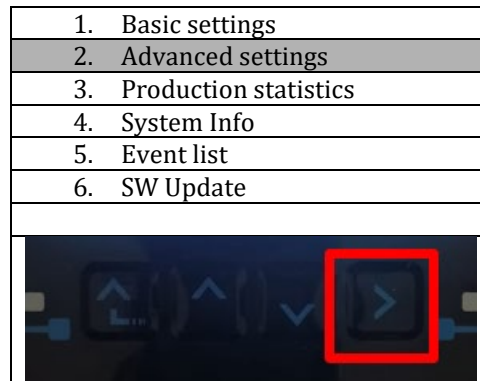 1. Basic settings
2. Advanced settings
3. Production statistics
4. System Info
5. Event list
6. SW Update